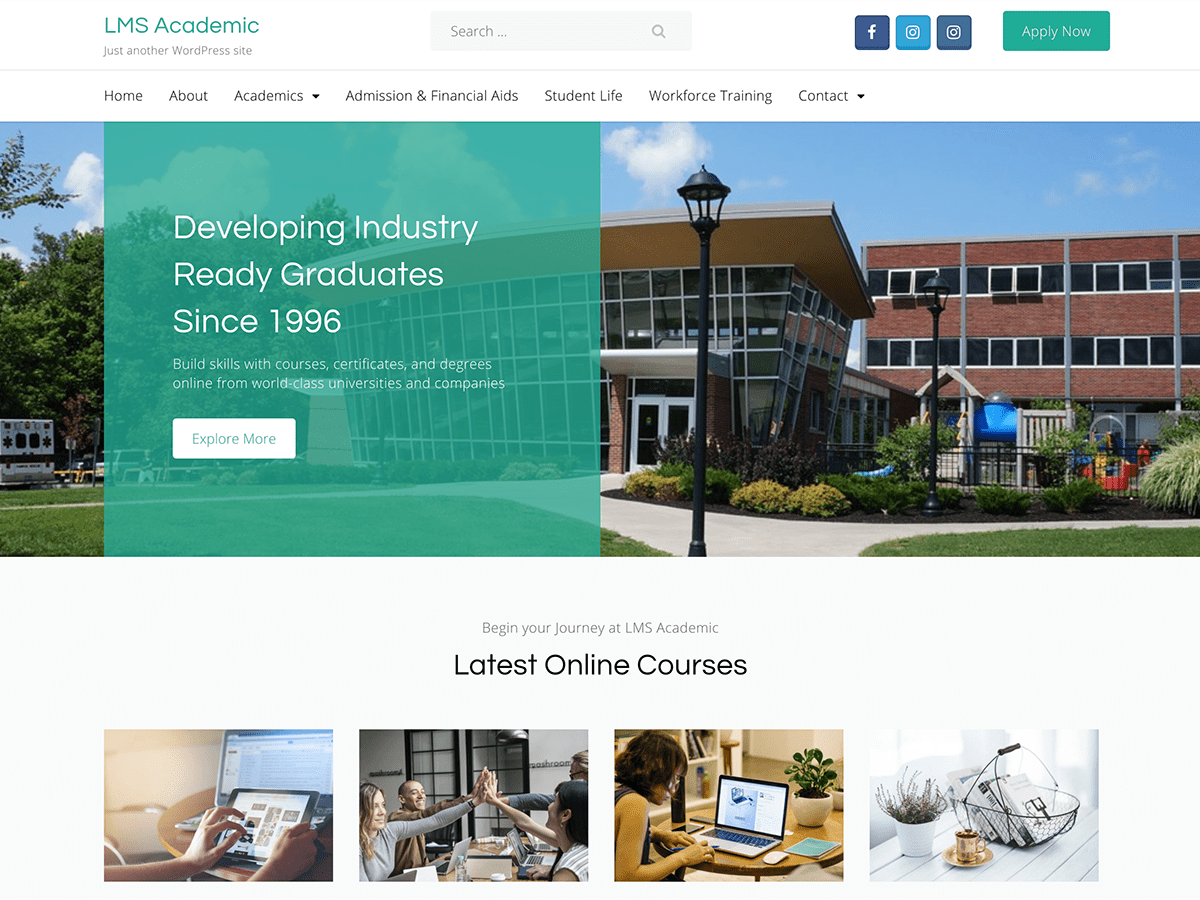 LMS Academic
Just another WordPress site
Search ...
Apply Now
Home About Academics Admission & Financial Aids Student Life Workforce Training Contact
Developing Industry
Ready Graduates
Since 1996
Build skills with courses, certificates, and degrees
online from world-class universities and companies
Explore More
Begin your Journey at LMS Academic
Latest Online Courses